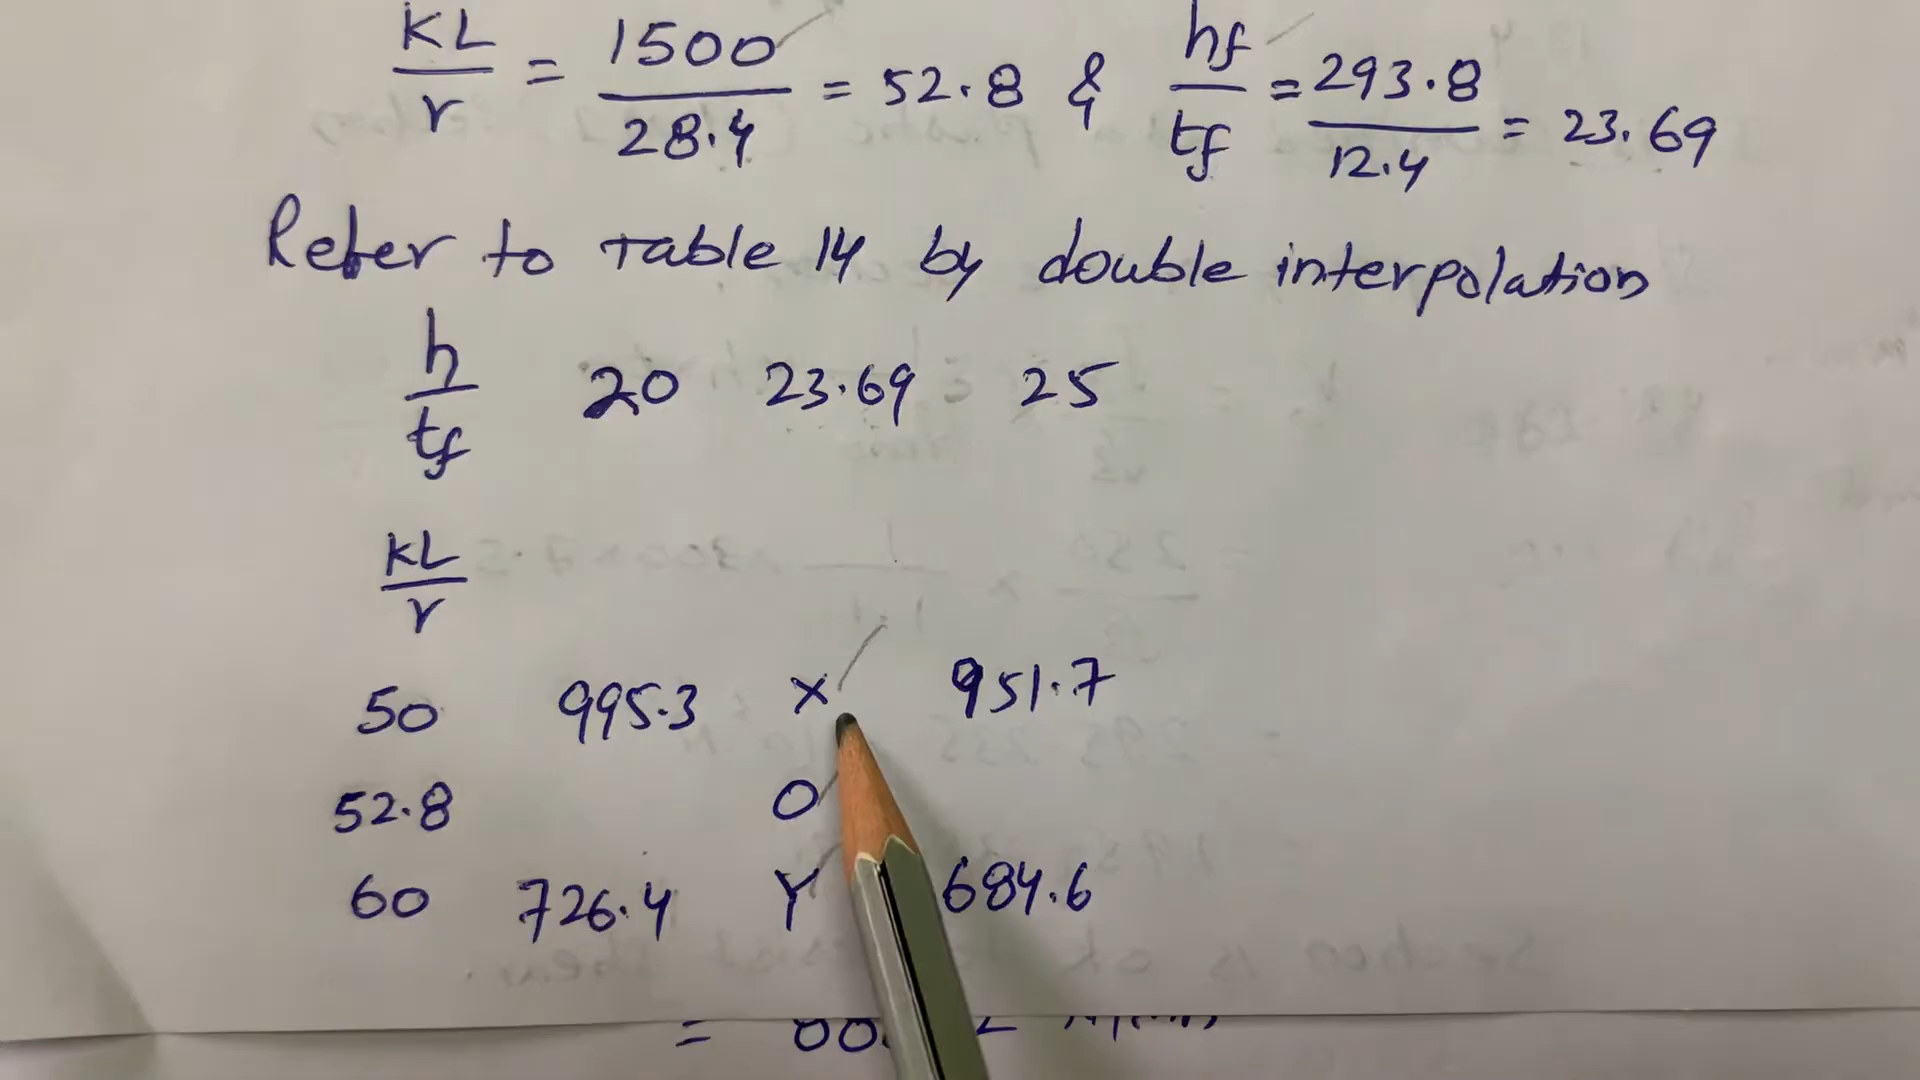 KL/r = 1500/28.4 = 52.8 & hf/tf = 293.8/12.4 = 23.69
Refer to Table 14 by double interpolation
h/tf 20 23.69 25
KL/r
50 995.3 X 951.7
52.8 O
60 726.4 Y 684.6
=